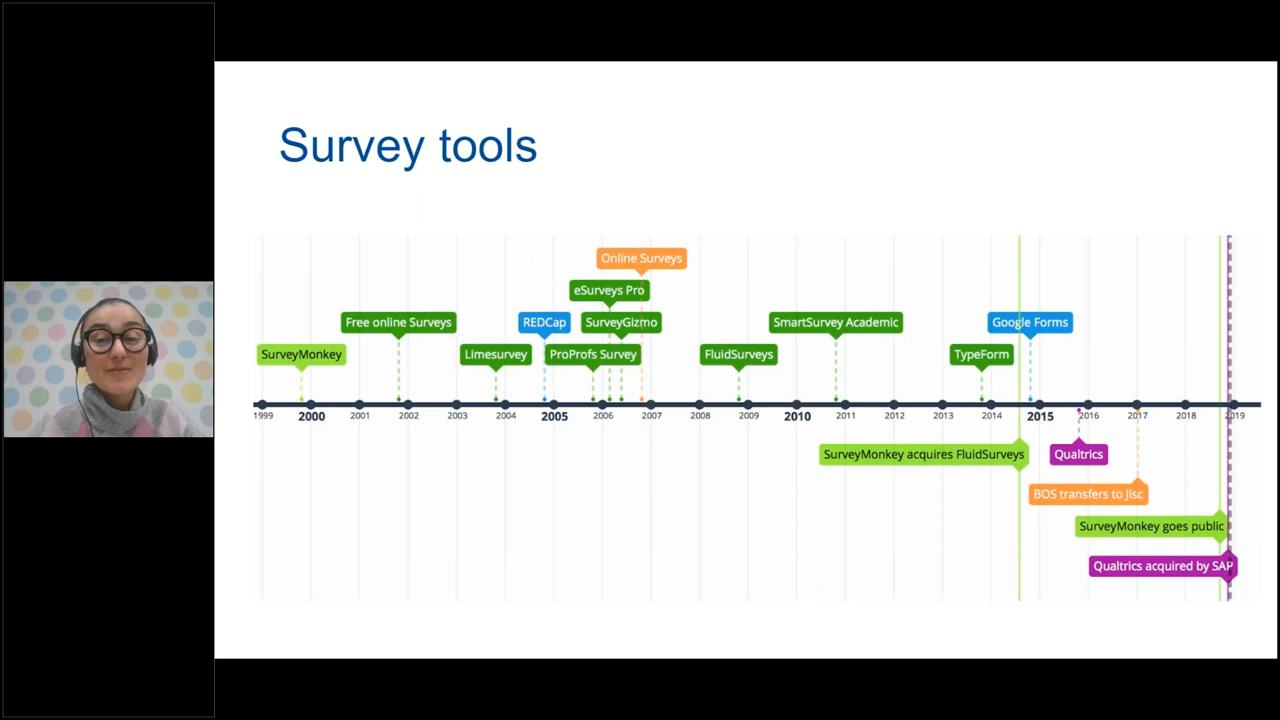 Survey tools
Online Surveys
eSurveys Pro
Free online Surveys
REDCap
SurveyGizmo
SmartSurvey Academic
Google Forms
SurveyMonkey
Limesurvey
ProProfs Survey
FluidSurveys
TypeForm
1999 2000 2001 2002 2003 2004 2005 2006 2007 2008 2009 2010 2011 2012 2013 2014 2015 2016 2017 2018 2019
SurveyMonkey acquires FluidSurveys
Qualtrics
BOS transfers to Jisc
SurveyMonkey goes public
Qualtrics acquired by SAP